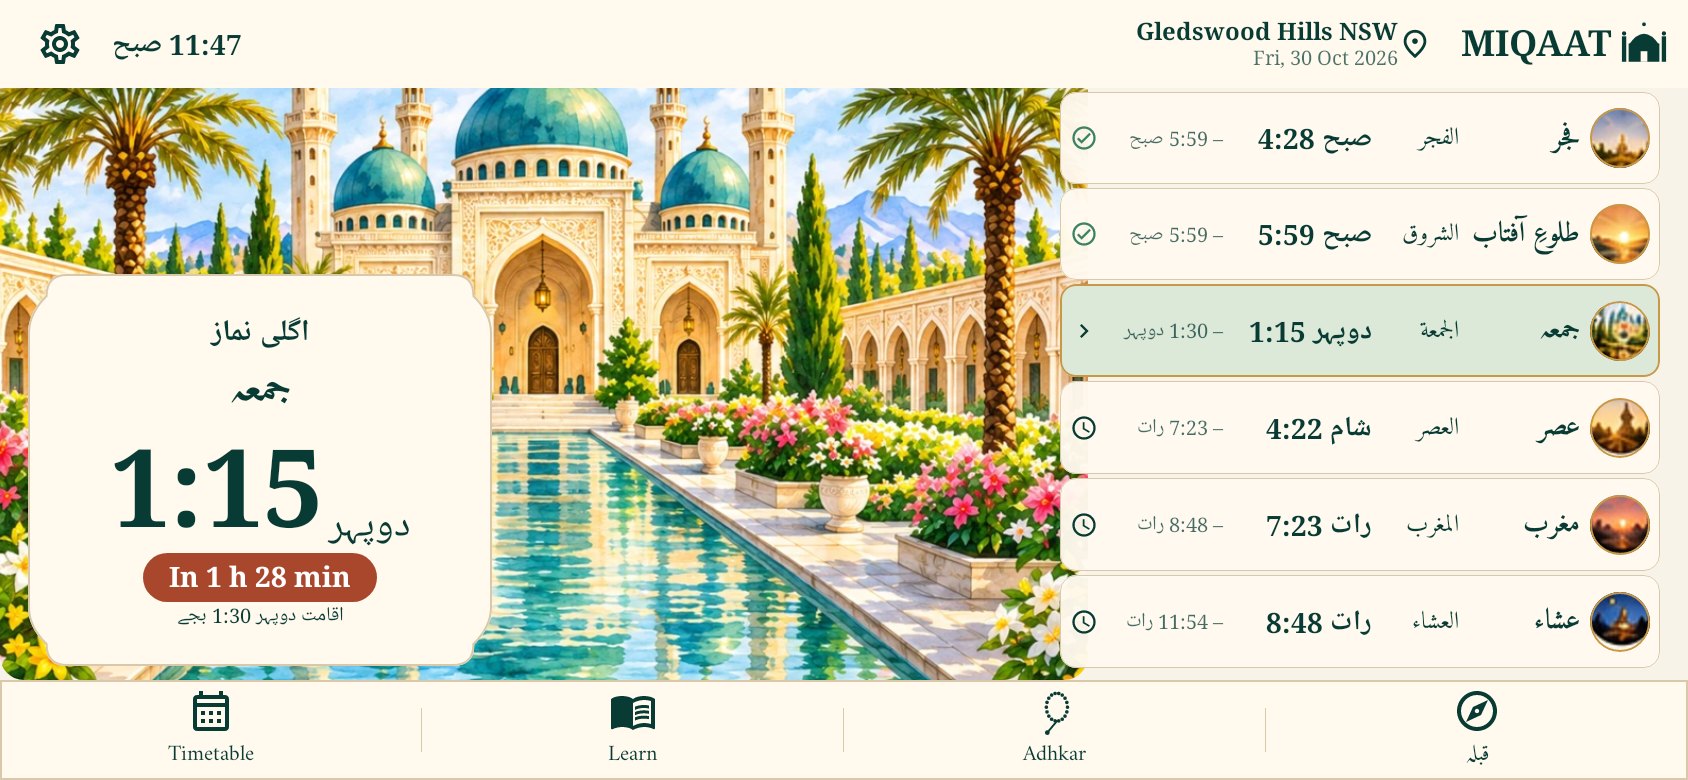 MIQAAT
Gledswood Hills NSW
Fri, 30 Oct 2026
11:47 صبح
اگلی نماز
جمعہ
1:15 دوپہر
In 1 h 28 min
اقامت دوپہر 1:30 بجے
فجر الفجر صبح 4:28 – 5:59 صبح
طلوعِ آفتاب الشروق صبح 5:59 – 5:59 صبح
جمعہ الجمعة دوپہر 1:15 – 1:30 دوپہر
عصر العصر شام 4:22 – 7:23 رات
مغرب المغرب رات 7:23 – 8:48 رات
عشاء العشاء رات 8:48 – 11:54 رات
Timetable
Learn
Adhkar
قبلہ